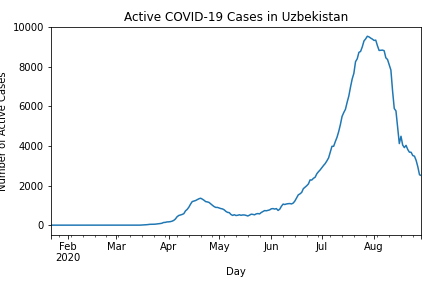 Active COVID-19 Cases in Uzbekistan
Number of Active Cases
10000
8000
6000
4000
2000
0
Feb
2020
Mar
Apr
May
Jun
Jul
Aug
Day